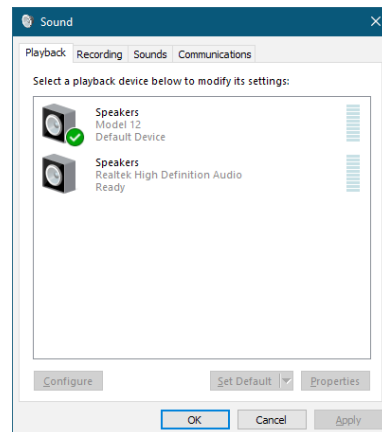 Sound
Playback Recording Sounds Communications
Select a playback device below to modify its settings:
Speakers
Model 12
Default Device
Speakers
Realtek High Definition Audio
Ready
Configure Set Default Properties
OK Cancel Apply